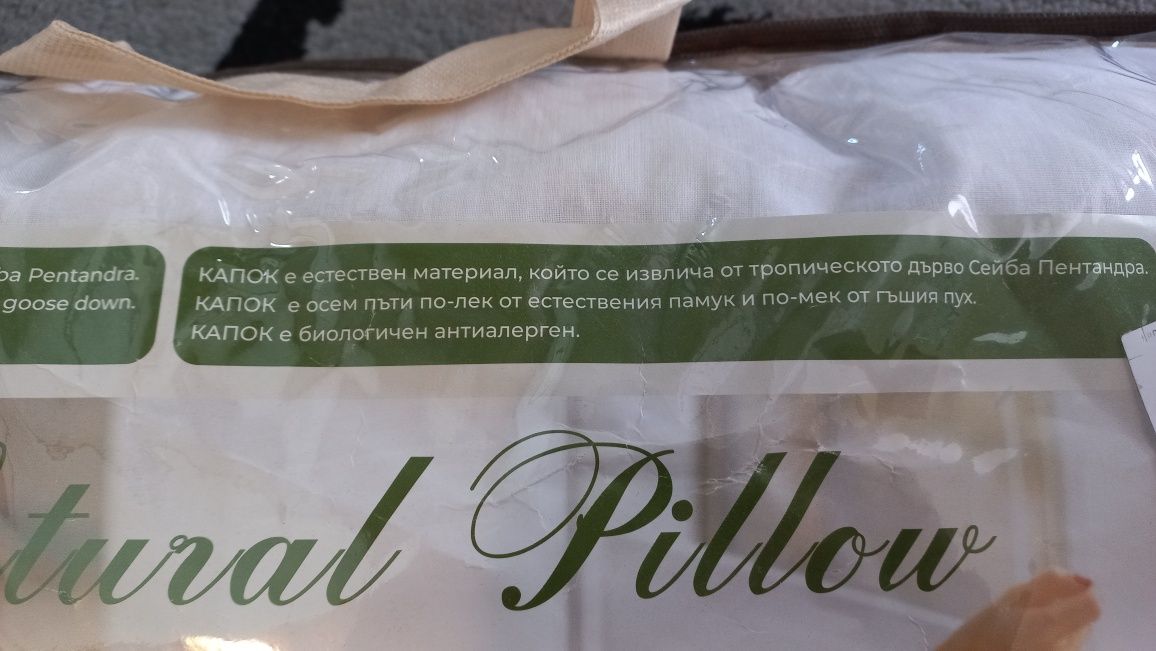 Pentandra.
goose down.
КАПОК е естествен материал, който се извлича от тропическото дърво Сейба Пентандра.
КАПОК е осем пъти по-лек от естествения памук и по-мек от гъшия пух.
КАПОК е биологичен антиалерген.
tural Pillow